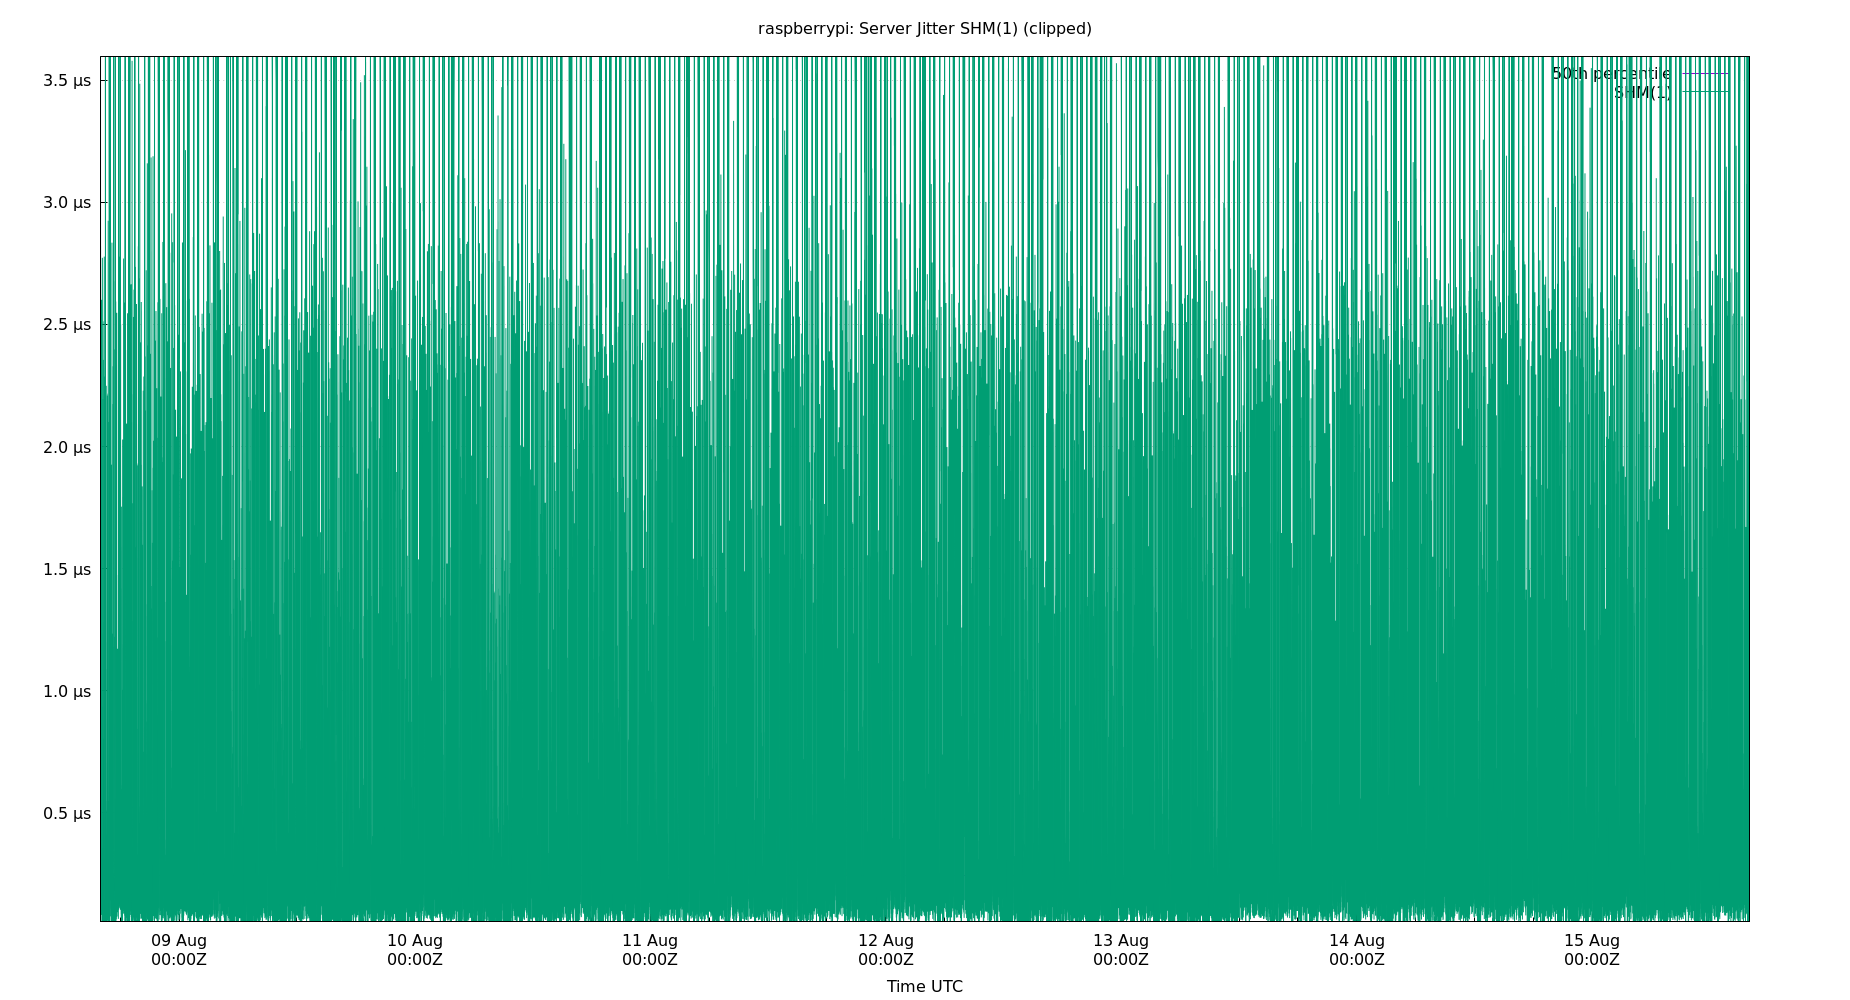 raspberrypi: Server Jitter SHM(1) (clipped)
50th percentile
SHM(1)
3.5 µs
3.0 µs
2.5 µs
2.0 µs
1.5 µs
1.0 µs
0.5 µs
09 Aug 10 Aug 11 Aug 12 Aug 13 Aug 14 Aug 15 Aug
00:00Z 00:00Z 00:00Z 00:00Z 00:00Z 00:00Z 00:00Z
Time UTC